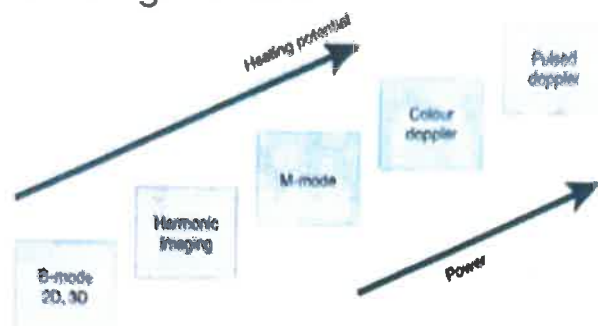 Heating potential
Pulsed
doppler
Colour
doppler
M-mode
Harmonic
imaging
B-mode
2D, 3D
Power